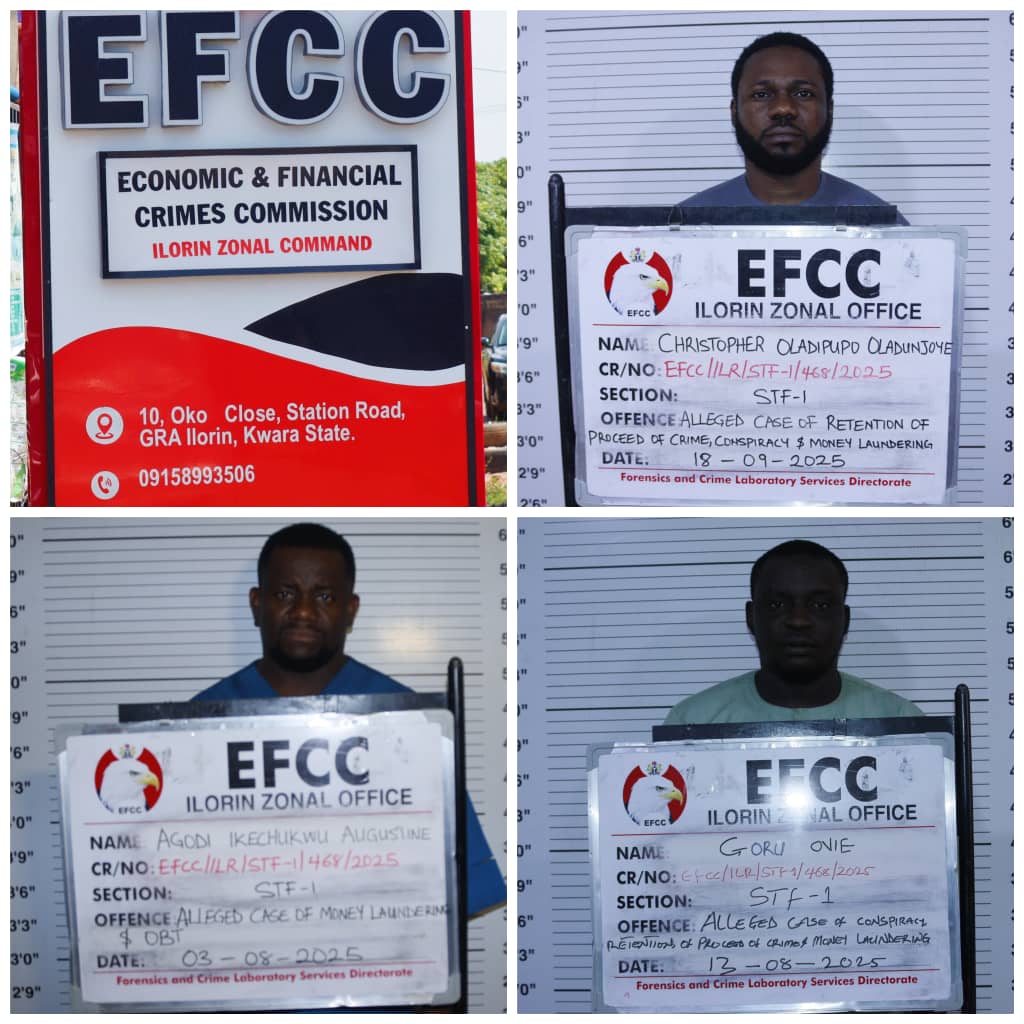 EFCC
ECONOMIC & FINANCIAL
CRIMES COMMISSION
ILORIN ZONAL COMMAND
10, Oko Close, Station Road,
GRA Ilorin, Kwara State.
09158993506
EFCC
EFCC
ILORIN ZONAL OFFICE
NAME: CHRISTOPHER OLADIPUPO OLADUNJOYE
CR/NO: EFCC/ILR/STF-1/468/2025
SECTION: STF-1
OFFENCE: ALLEGED CASE OF RETENTION OF
PROCEED OF CRIME, CONSPIRACY $ MONEY LAUNDERING
DATE: 18-09-2025
Forensics and Crime Laboratory Services Directorate
EFCC
EFCC
ILORIN ZONAL OFFICE
NAME: AGODI IKECHUKWU AUGUSTINE
CR/NO: EFCC/ILR/STF-1/468/2025
SECTION: STF-1
OFFENCE: ALLEGED CASE OF MONEY LAUNDERING
$ OBT
DATE: 03-08-2025
Forensics and Crime Laboratory Services Directorate
EFCC
EFCC
ILORIN ZONAL OFFICE
NAME: GORU OVIE
CR/NO: EFCC/ILR/STF-1/468/2025
SECTION: STF-1
OFFENCE: ALLEGED CASE OF CONSPIRACY
RETENTION OF PROCEED OF CRIME $ MONEY LAUNDERING
DATE: 13-08-2025
Forensics and Crime Laboratory Services Directorate